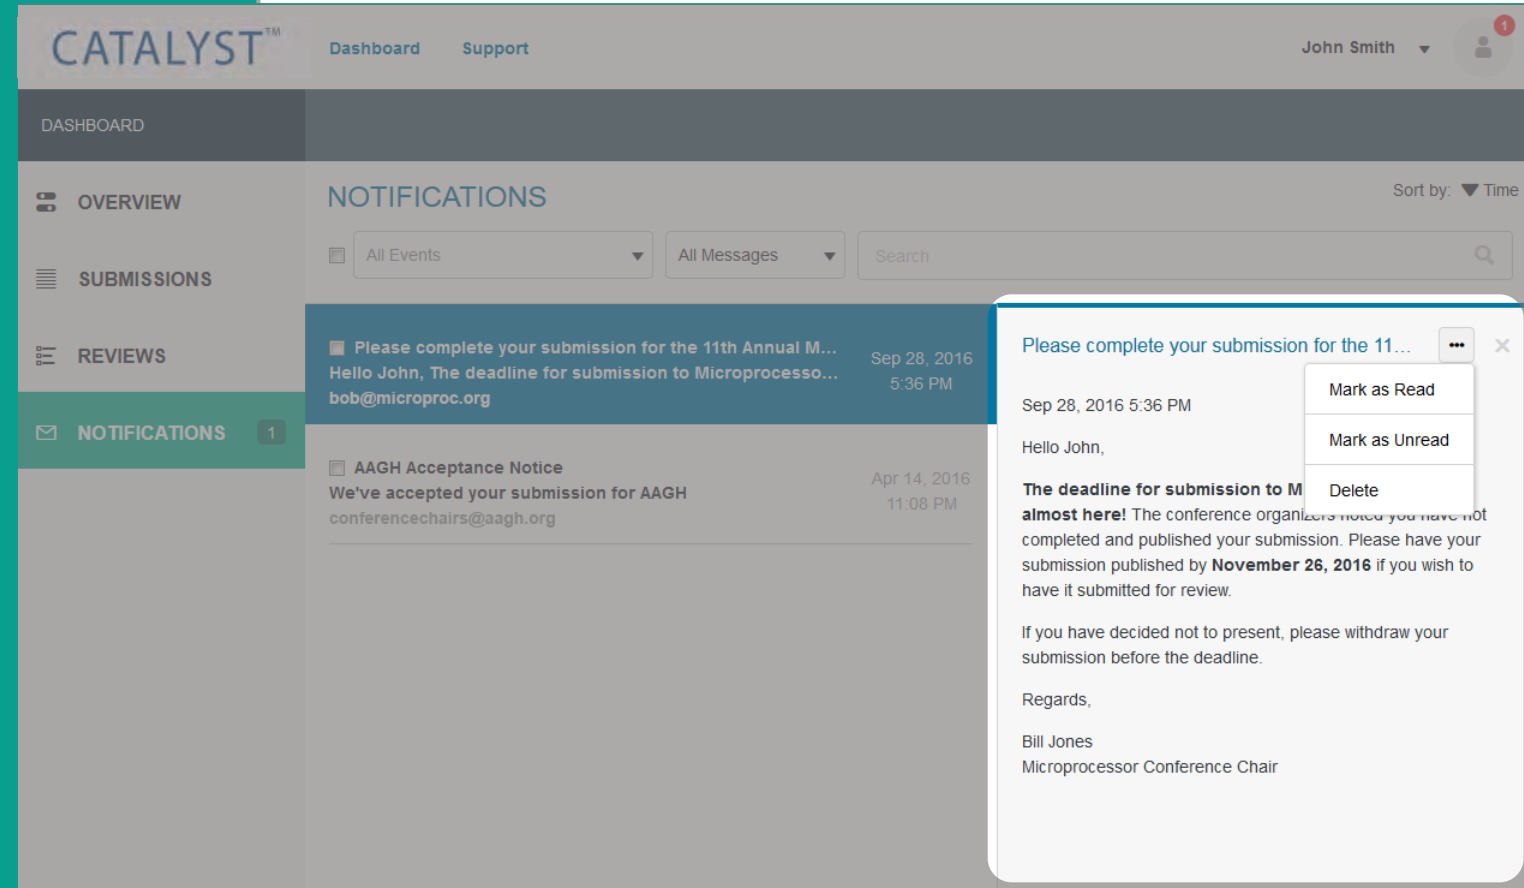 CATALYST™
Dashboard
Support
John Smith
1
DASHBOARD
OVERVIEW
SUBMISSIONS
REVIEWS
NOTIFICATIONS 1
NOTIFICATIONS
Sort by: Time
All Events
All Messages
Search
Please complete your submission for the 11th Annual M...
Hello John, The deadline for submission to Microprocesso...
bob@microproc.org
Sep 28, 2016
5:36 PM
AAGH Acceptance Notice
We've accepted your submission for AAGH
conferencechairs@aagh.org
Apr 14, 2016
11:08 PM
Please complete your submission for the 11...
Mark as Read
Mark as Unread
Delete
Sep 28, 2016 5:36 PM
Hello John,
The deadline for submission to M
almost here! The conference organizers noted you have not
completed and published your submission. Please have your
submission published by November 26, 2016 if you wish to
have it submitted for review.
If you have decided not to present, please withdraw your
submission before the deadline.
Regards,
Bill Jones
Microprocessor Conference Chair